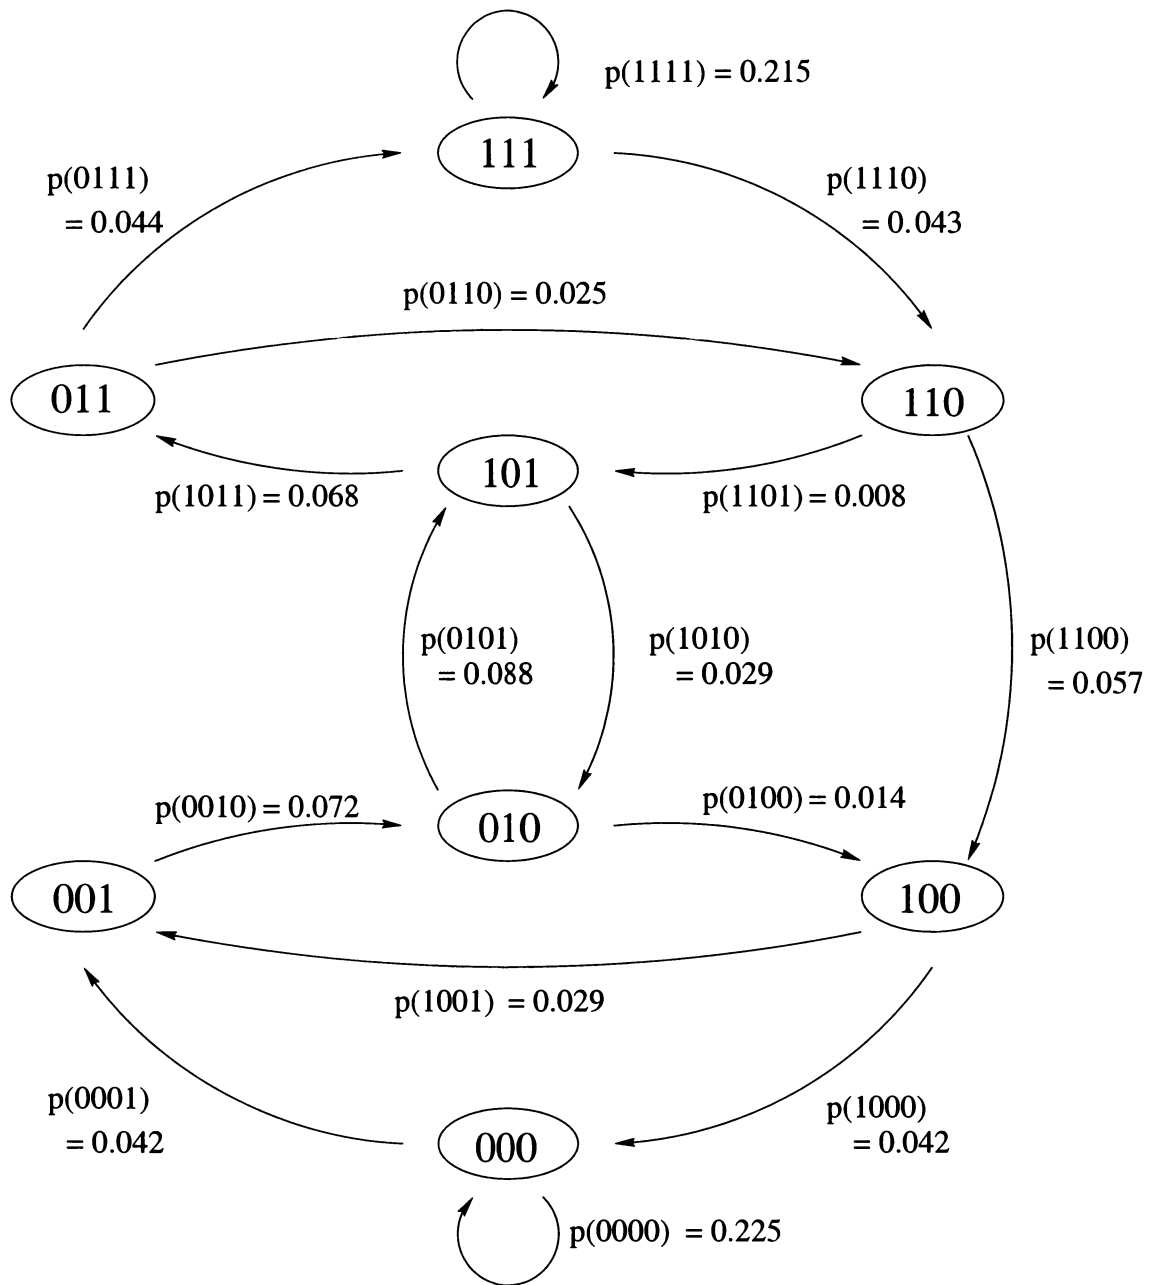 p(1111) = 0.215
111
p(0111)
= 0.044
p(1110)
= 0.043
p(0110) = 0.025
011
110
101
p(1011) = 0.068
p(1101) = 0.008
p(0101)
= 0.088
p(1010)
= 0.029
p(1100)
= 0.057
p(0010) = 0.072
p(0100) = 0.014
010
001
100
p(1001) = 0.029
p(0001)
= 0.042
p(1000)
= 0.042
000
p(0000) = 0.225